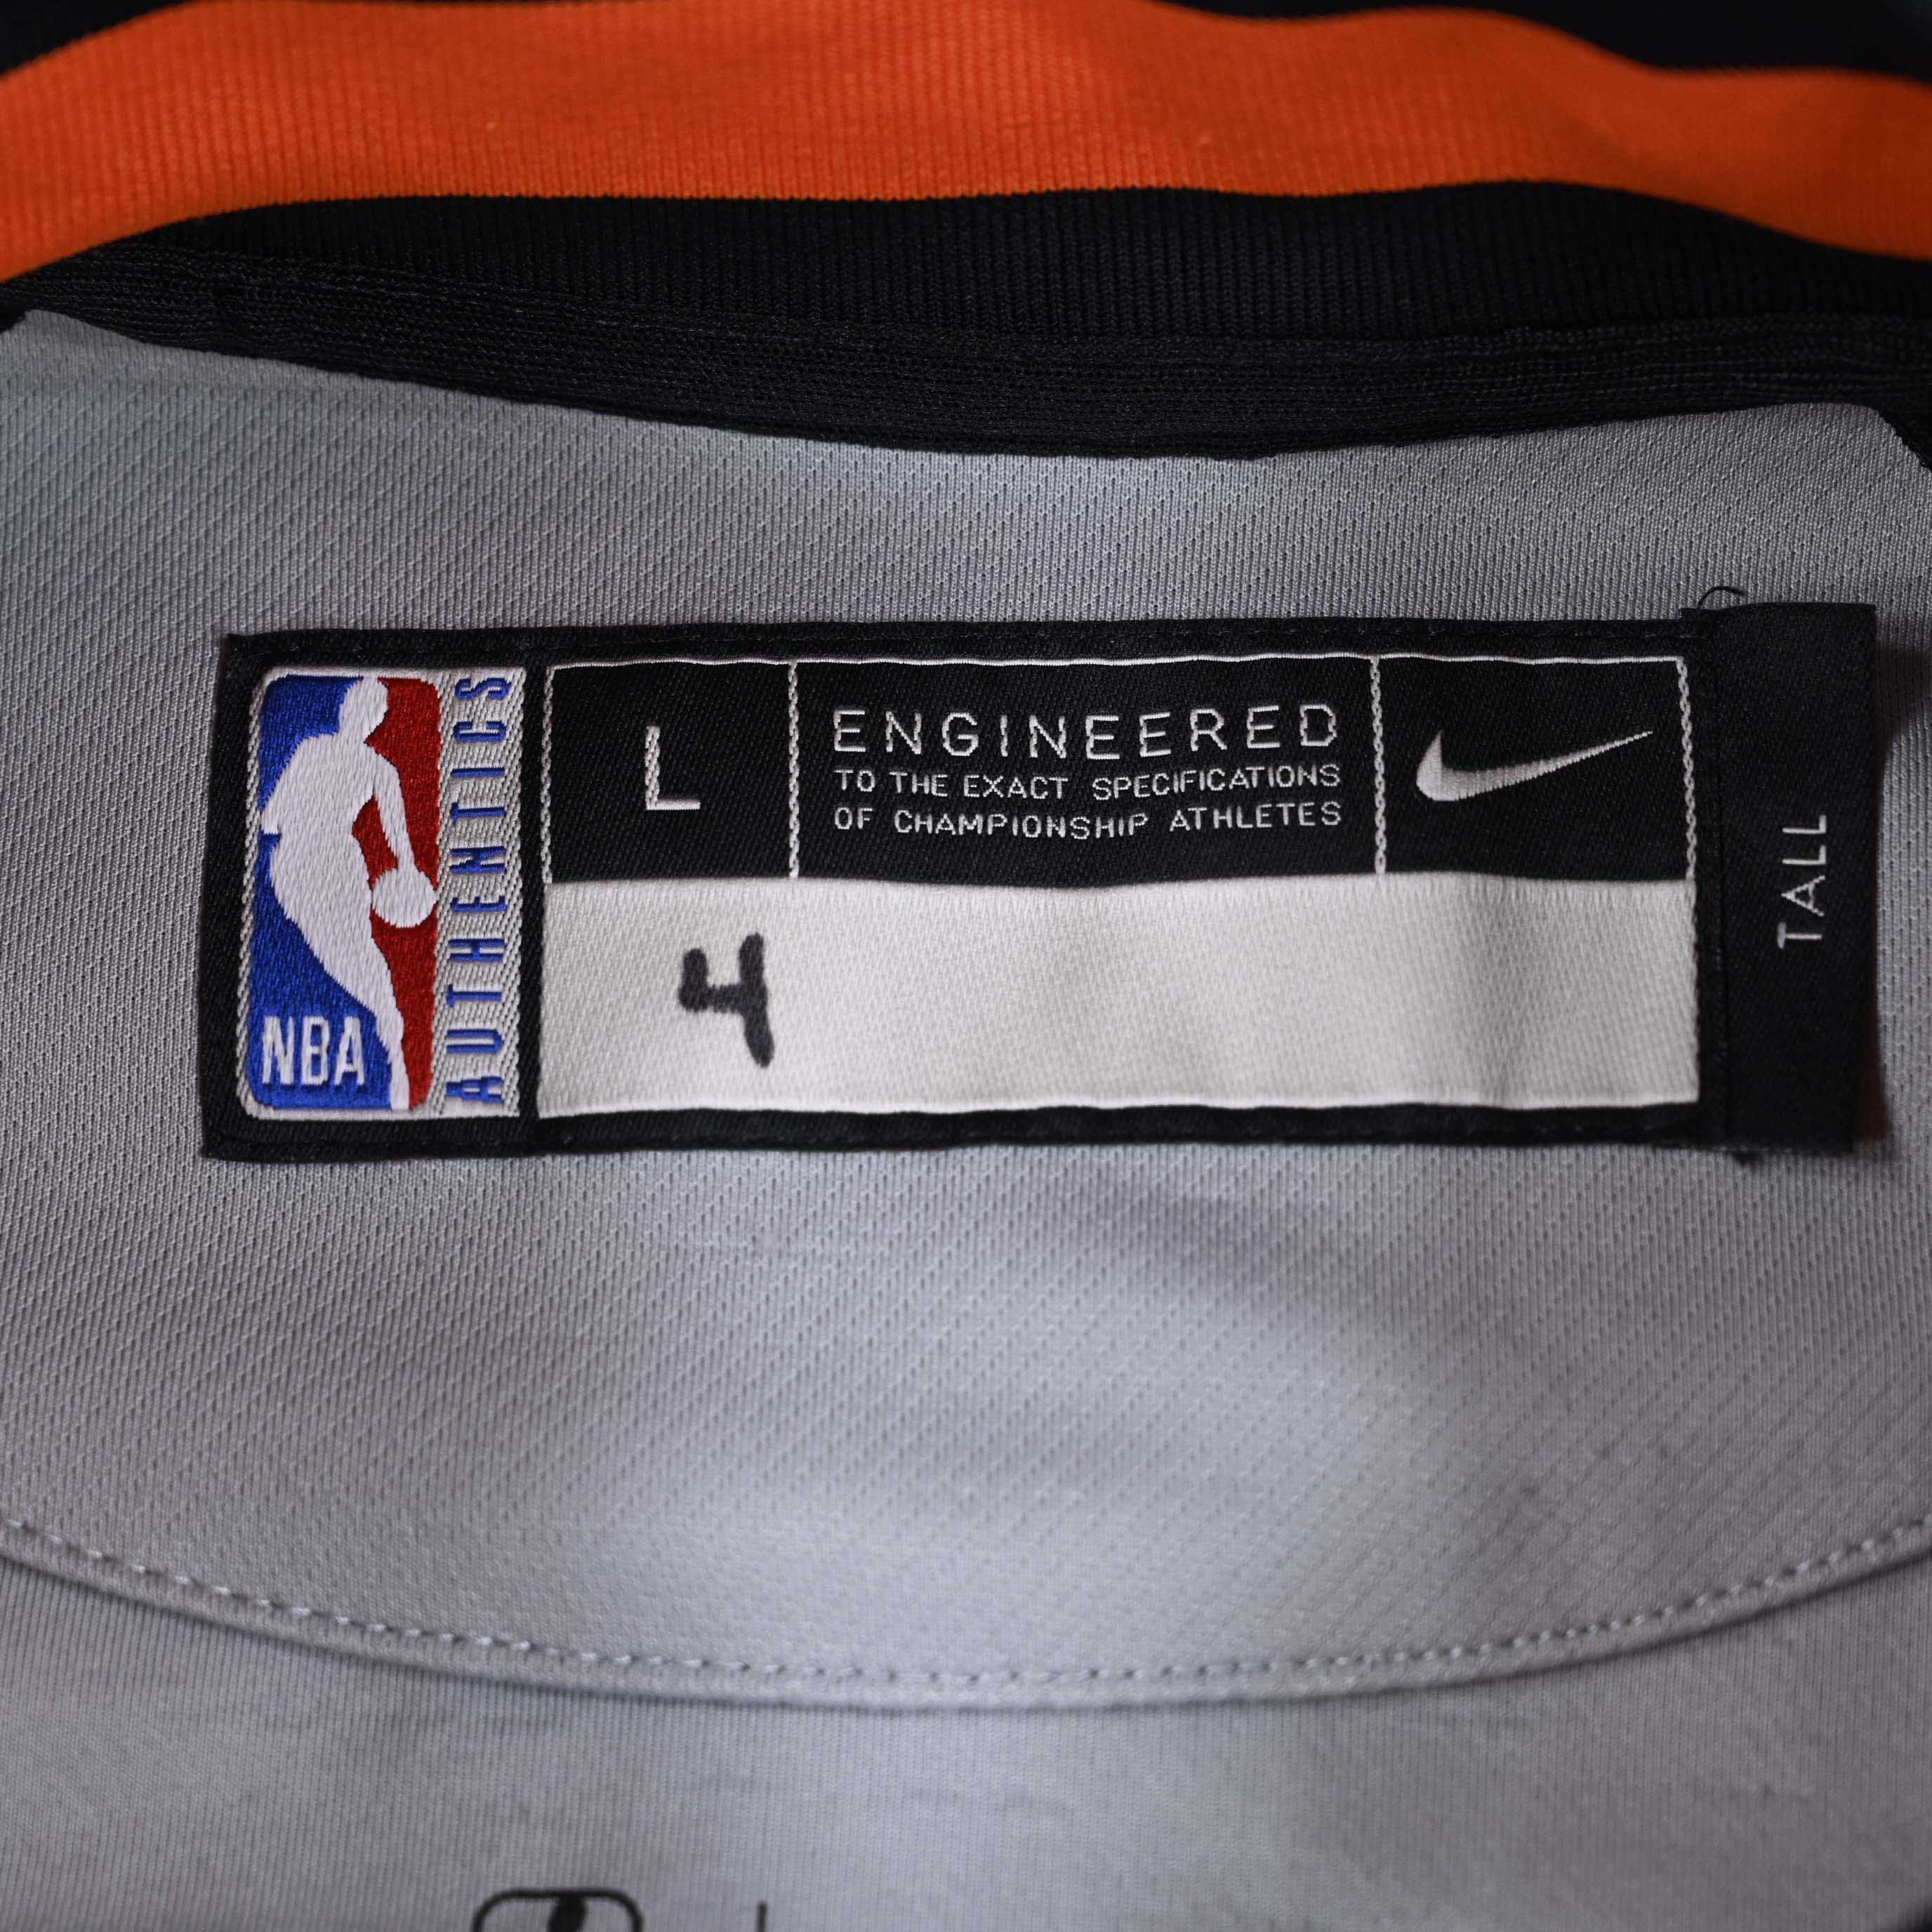 NBA
AUTHENTICS
L
ENGINEERED
TO THE EXACT SPECIFICATIONS
OF CHAMPIONSHIP ATHLETES
4
TALL